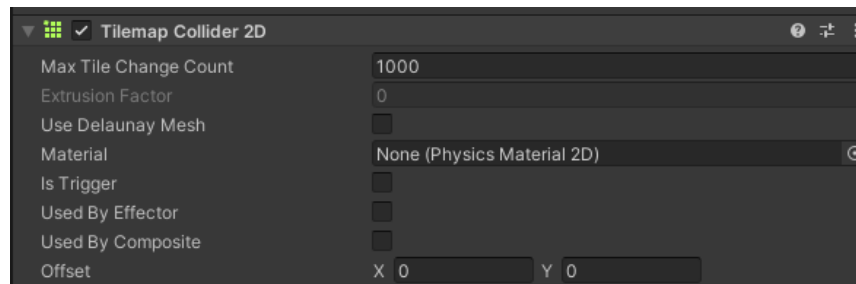 Tilemap Collider 2D
Max Tile Change Count 1000
Extrusion Factor 0
Use Delaunay Mesh
Material None (Physics Material 2D)
Is Trigger
Used By Effector
Used By Composite
Offset X 0 Y 0